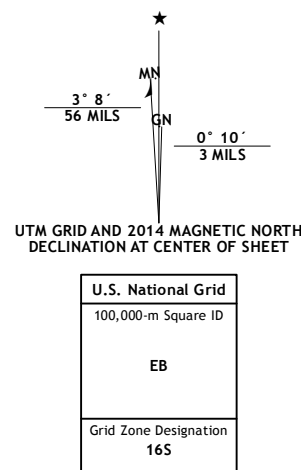 MN
3° 8´
56 MILS
GN
0° 10´
3 MILS
UTM GRID AND 2014 MAGNETIC NORTH
DECLINATION AT CENTER OF SHEET
U.S. National Grid
100,000-m Square ID
EB
Grid Zone Designation
16S